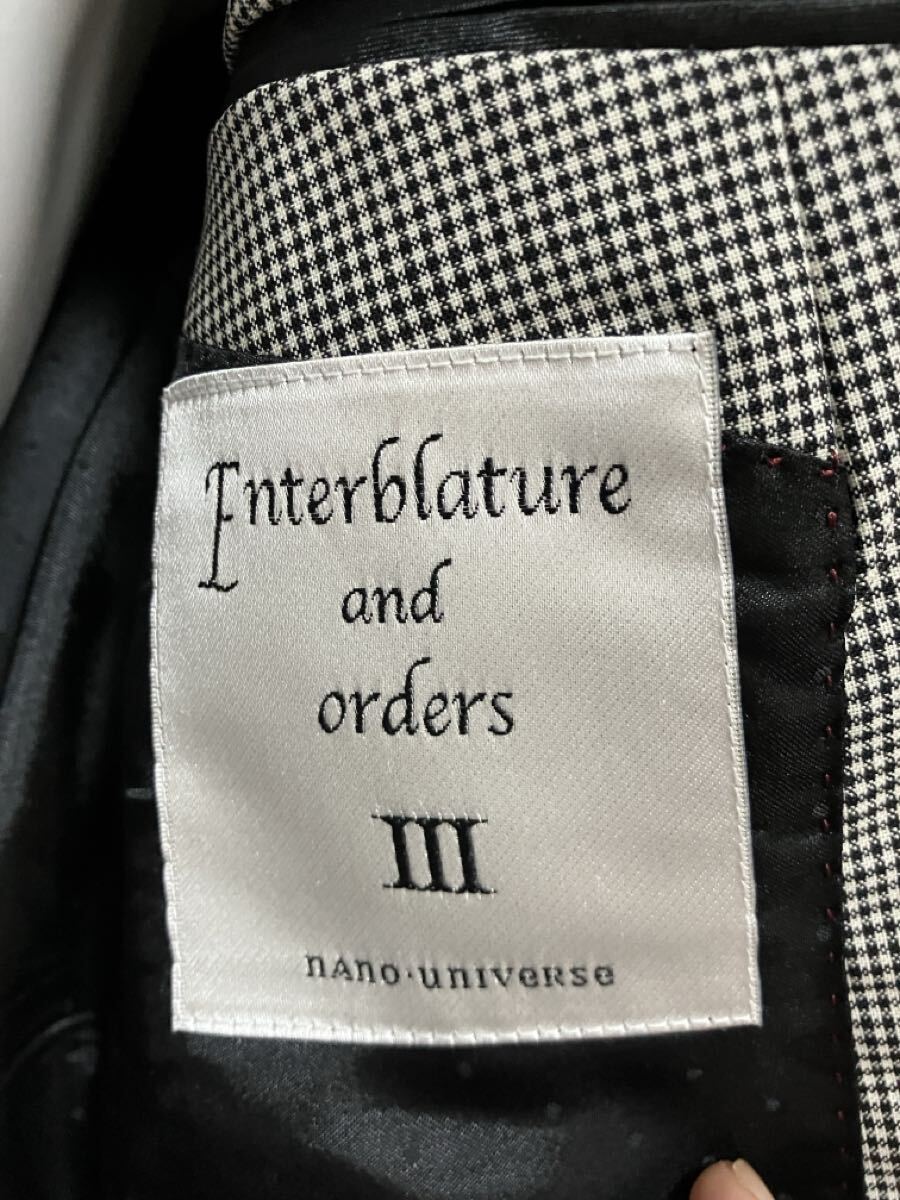 Enterblature
and
orders
III
nano·universe